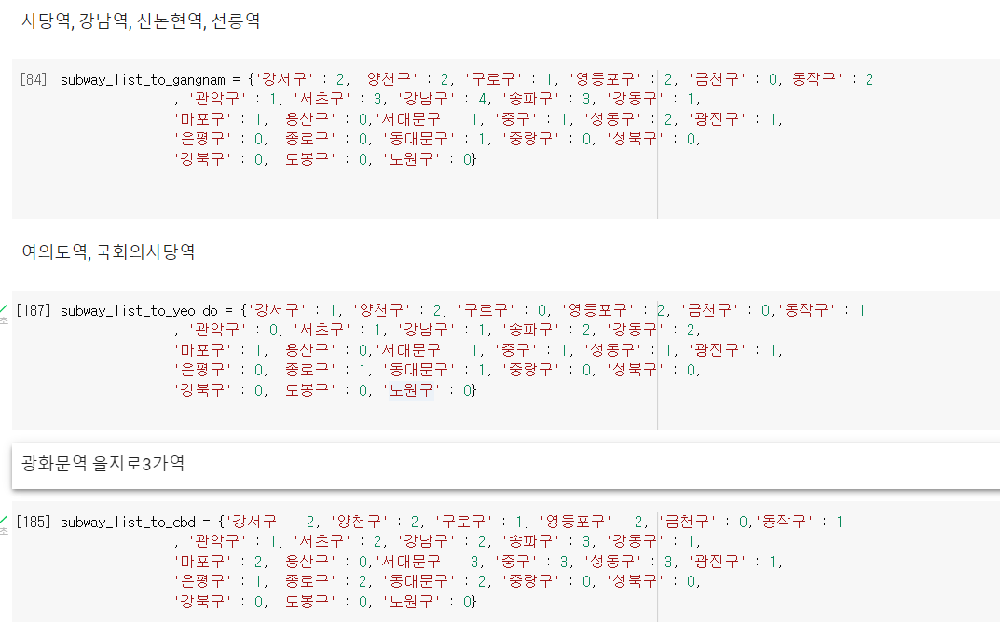 사당역, 강남역, 신논현역, 선릉역
[84] subway_list_to_gangnam = {'강서구' : 2, '양천구' : 2, '구로구' : 1, '영등포구' : 2, '금천구' : 0,'동작구' : 2
, '관악구' : 1, '서초구' : 3, '강남구' : 4, '송파구' : 3, '강동구' : 1,
'마포구' : 1, '용산구' : 0,'서대문구' : 1, '중구' : 1, '성동구' : 2, '광진구' : 1,
'은평구' : 0, '종로구' : 0, '동대문구' : 1, '중랑구' : 0, '성북구' : 0,
'강북구' : 0, '도봉구' : 0, '노원구' : 0}
여의도역, 국회의사당역
초
[187] subway_list_to_yeoido = {'강서구' : 1, '양천구' : 2, '구로구' : 0, '영등포구' : 2, '금천구' : 0,'동작구' : 1
, '관악구' : 0, '서초구' : 1, '강남구' : 1, '송파구' : 2, '강동구' : 2,
'마포구' : 1, '용산구' : 0,'서대문구' : 1, '중구' : 1, '성동구' : 1, '광진구' : 1,
'은평구' : 0, '종로구' : 1, '동대문구' : 1, '중랑구' : 0, '성북구' : 0,
'강북구' : 0, '도봉구' : 0, '노원구' : 0}
광화문역 을지로3가역
초
[185] subway_list_to_cbd = {'강서구' : 2, '양천구' : 2, '구로구' : 1, '영등포구' : 2, '금천구' : 0,'동작구' : 1
, '관악구' : 1, '서초구' : 2, '강남구' : 2, '송파구' : 3, '강동구' : 1,
'마포구' : 2, '용산구' : 0,'서대문구' : 3, '중구' : 3, '성동구' : 3, '광진구' : 1,
'은평구' : 1, '종로구' : 2, '동대문구' : 2, '중랑구' : 0, '성북구' : 0,
'강북구' : 0, '도봉구' : 0, '노원구' : 0}